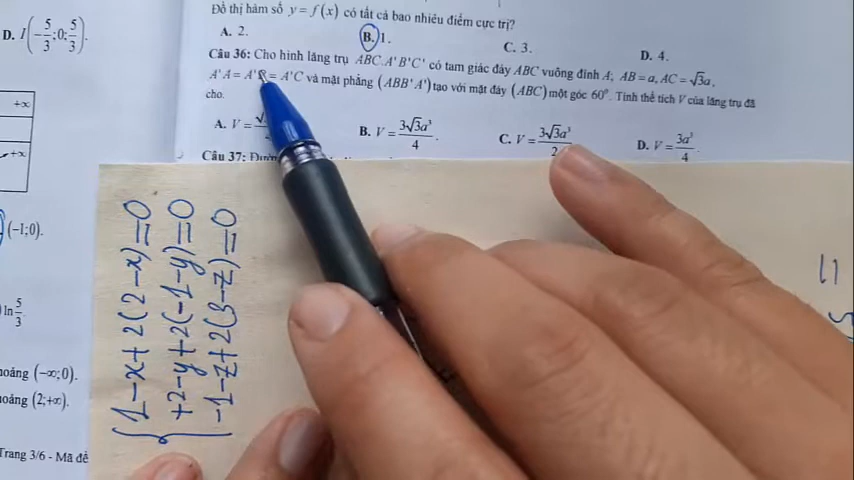 Đồ thị hàm số y = f(x) có tất cả bao nhiêu điểm cực trị?
A. 2.
B. 1.
C. 3.
D. 4.
Câu 36: Cho hình lăng trụ ABC.A'B'C' có tam giác đáy ABC vuông đỉnh A, AB = a, AC = √3a,
A'A = A'B = A'C và mặt phẳng (ABB'A') tạo với mặt đáy (ABC) một góc 60°. Tính thể tích V của lăng trụ đã
cho.
A. V =
B. V = 3√3a³/4.
C. V = 3√3a³/2
D. V = 3a³/4.
Câu 37:
D. I(-5/3;0;5/3).
+∞
+∞
(-1;0).
ln 5/3
(-∞;0).
(2;+∞).
Trang 3/6 - Mã đề
{1-x+2(2-x)=0
+2-y+2(-1-y)=0
-1-z+2(3-z)=0